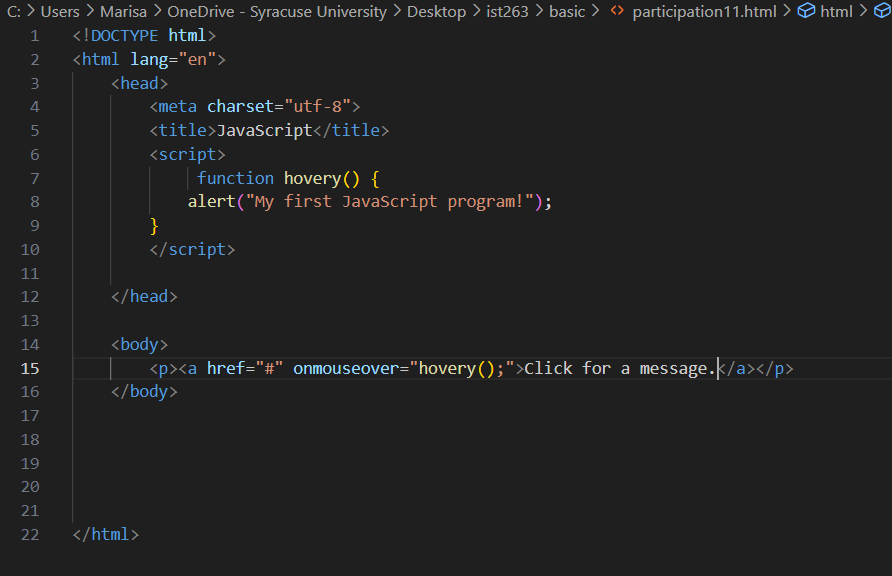 C: > Users > Marisa > OneDrive - Syracuse University > Desktop > ist263 > basic > <> participation11.html > html >
1 <!DOCTYPE html>
2 <html lang="en">
3 <head>
4 <meta charset="utf-8">
5 <title>JavaScript</title>
6 <script>
7 function hovery() {
8 alert("My first JavaScript program!");
9 }
10 </script>
11
12 </head>
13
14 <body>
15 <p><a href="#" onmouseover="hovery();">Click for a message.</a></p>
16 </body>
17
18
19
20
21
22 </html>